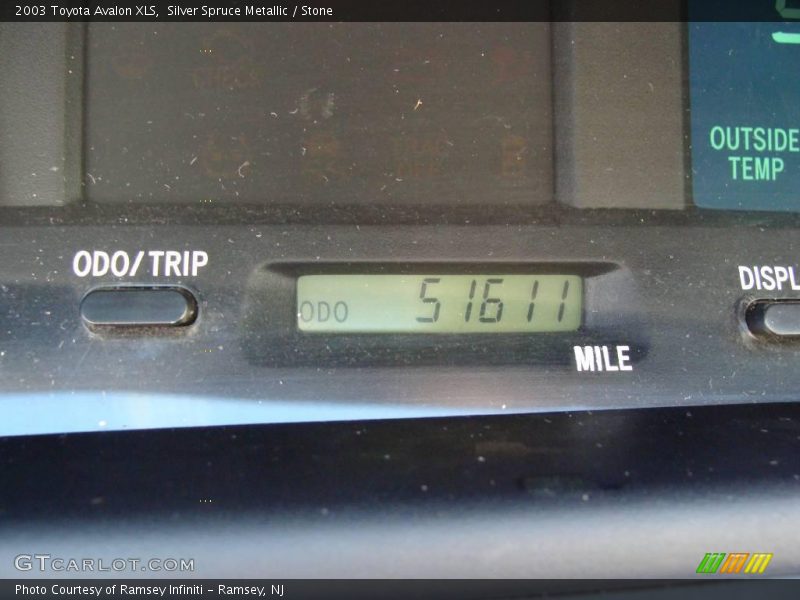 2003 Toyota Avalon XLS,  Silver Spruce Metallic / Stone
OUTSIDE
TEMP
ODO/TRIP
DISPL
ODO 51611
MILE
GTCARLOT.COM
Photo Courtesy of Ramsey Infiniti – Ramsey, NJ